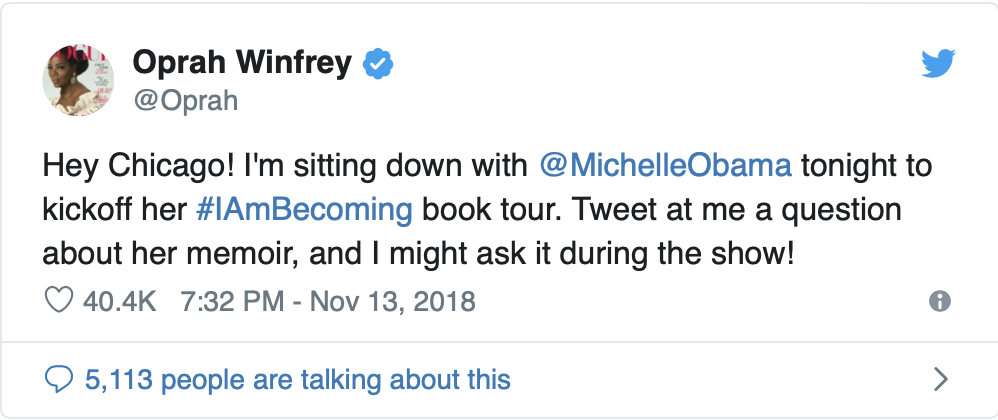 Oprah Winfrey
@Oprah
Hey Chicago! I'm sitting down with @MichelleObama tonight to
kickoff her #IAmBecoming book tour. Tweet at me a question
about her memoir, and I might ask it during the show!
40.4K 7:32 PM - Nov 13, 2018
5,113 people are talking about this